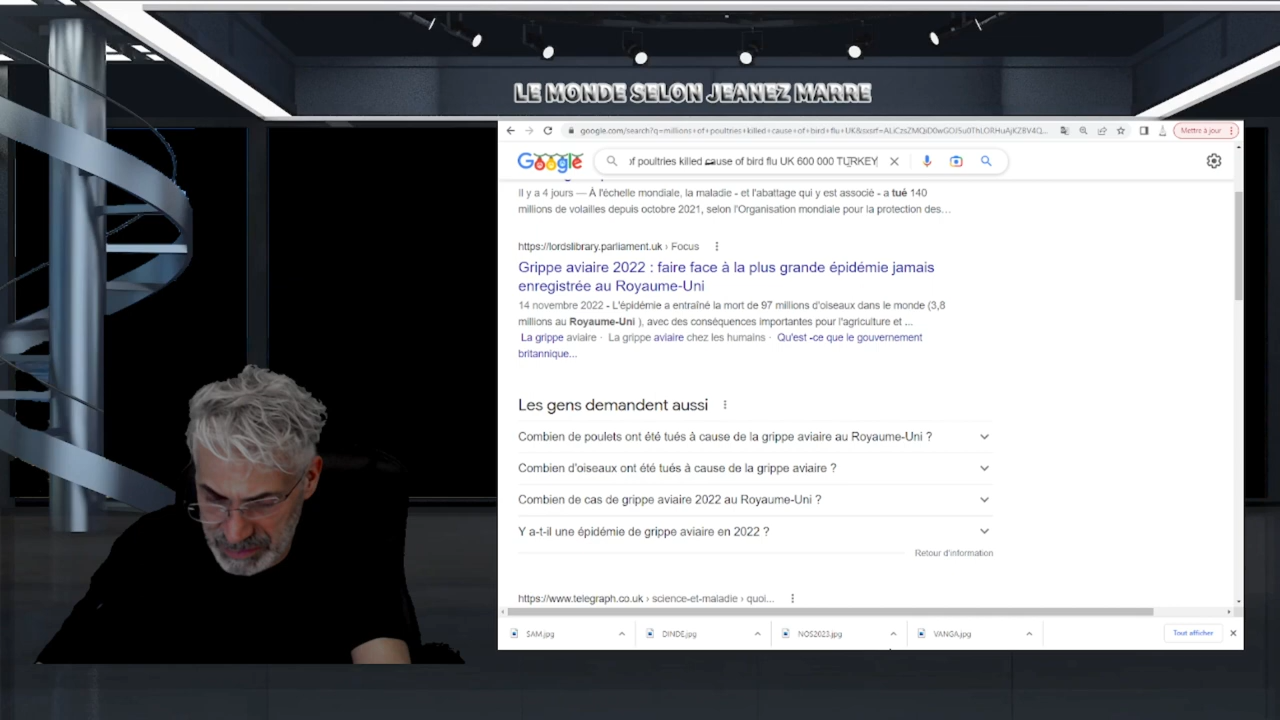 LE MONDE SELON JEANEZ MARRE
Mettre à jour
Google
of poultries killed cause of bird flu UK 600 000 TURKEY
Il y a 4 jours — À l'échelle mondiale, la maladie - et l'abattage qui y est associé - a tué 140
millions de volailles depuis octobre 2021, selon l'Organisation mondiale pour la protection des...
https://lordslibrary.parliament.uk › Focus
Grippe aviaire 2022 : faire face à la plus grande épidémie jamais
enregistrée au Royaume-Uni
14 novembre 2022 - L'épidémie a entraîné la mort de 97 millions d'oiseaux dans le monde (3,8
millions au Royaume-Uni ), avec des conséquences importantes pour l'agriculture et ...
La grippe aviaire · La grippe aviaire chez les humains · Qu'est -ce que le gouvernement
britannique...
Les gens demandent aussi
Combien de poulets ont été tués à cause de la grippe aviaire au Royaume-Uni ?
Combien d'oiseaux ont été tués à cause de la grippe aviaire ?
Combien de cas de grippe aviaire 2022 au Royaume-Uni ?
Y a-t-il une épidémie de grippe aviaire en 2022 ?
Retour d'information
https://www.telegraph.co.uk › science-et-maladie › quoi...
SAM.jpg
DINDE.jpg
NOS2023.jpg
VANGA.jpg
Tout afficher